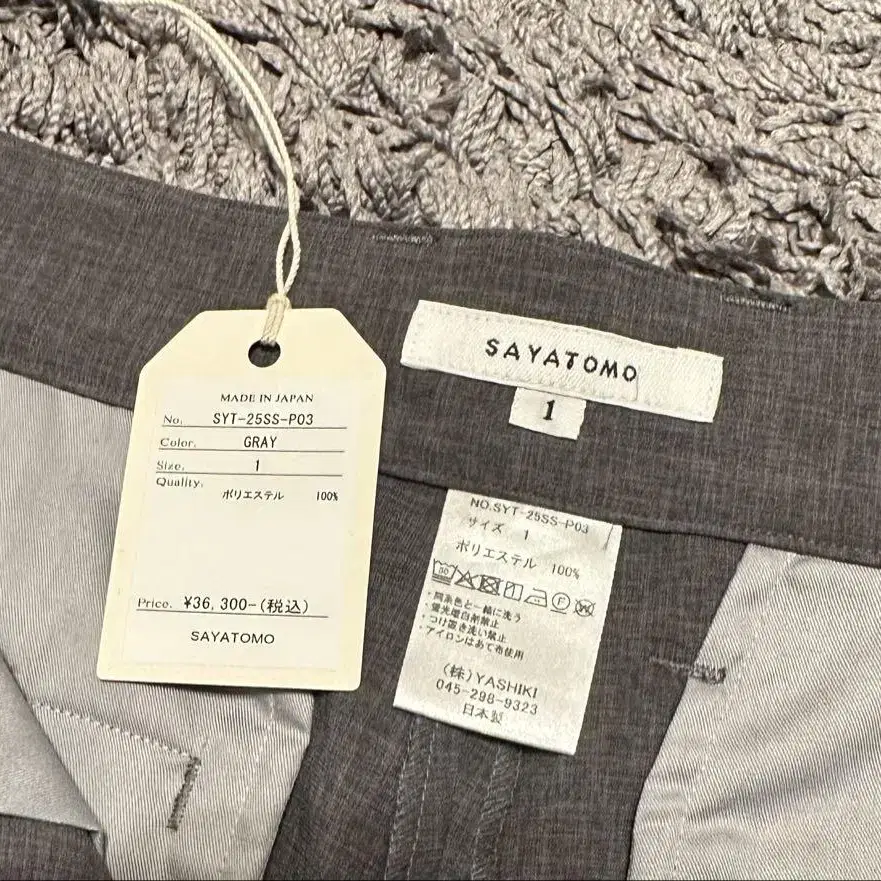 MADE IN JAPAN
No. SYT-25SS-P03
Color. GRAY
Size. 1
Quality.
ポリエステル 100%
Price. ¥36,300-(税込)
SAYATOMO
SAYATOMO
1
NO.SYT-25SS-P03
サイズ 1
ポリエステル 100%
・同系色と一緒に洗う
・蛍光増白剤禁止
・つけ置き洗い禁止
・アイロンはあて布使用
(株)YASHIKI
045-298-9323
日本製